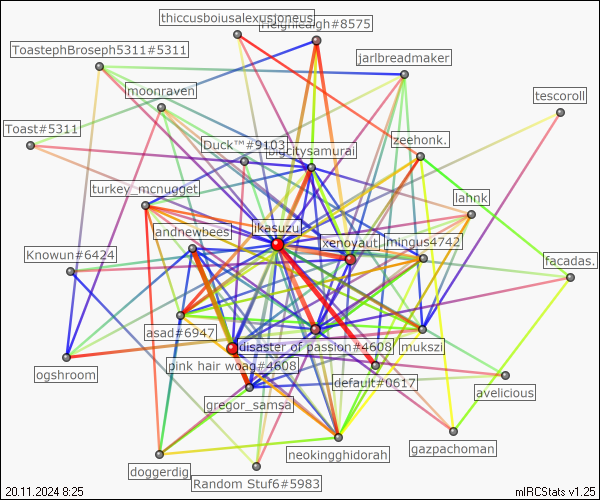 thiccusboiusalexusjoneus
Heighleigh#8575
ToastephBroseph5311#5311
jarlbreadmaker
moonraven
tescoroll
Toast#5311
zeehonk.
Duck™#9103
bigcitysamurai
turkey_mcnugget
lahnk
jikasuzu
andnewbees
xenoyaut
mingus4742
Knowun#6424
facadas.
asad#6947
disaster of passion#4608
mukszi
pink hair woag#4608
ogshroom
default#0617
avelicious
gregor_samsa
gazpachoman
neokingghidorah
doggerdig
Random Stuf6#5983
20.11.2024 8:25
mIRCStats v1.25